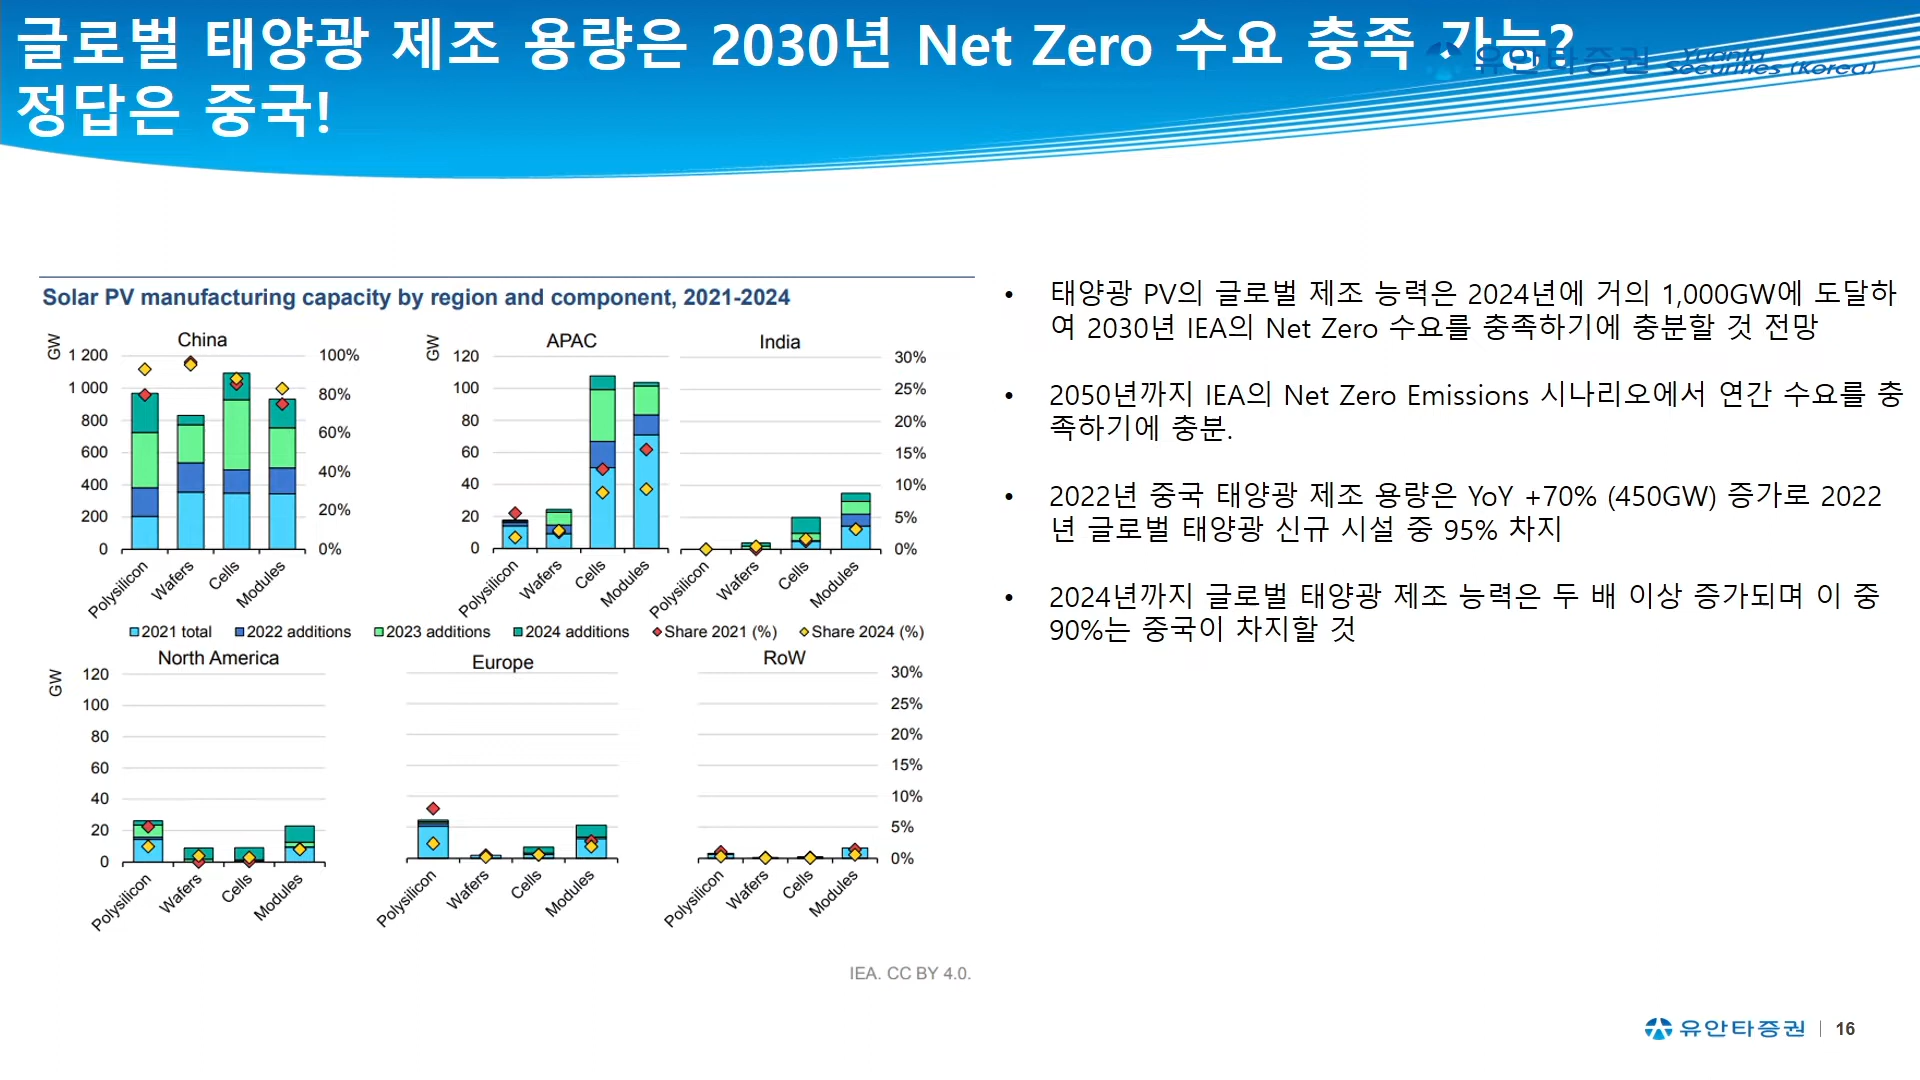 글로벌 태양광 제조 용량은 2030년 Net Zero 수요 충족 가능?
정답은 중국!
유안타증권 Yuanta Securities (Korea)
Solar PV manufacturing capacity by region and component, 2021-2024
GW
China
1 200
1 000
800
600
400
200
0
100%
80%
60%
40%
20%
0%
Polysilicon
Wafers
Cells
Modules
GW
APAC
120
100
80
60
40
20
0
Polysilicon
Wafers
Cells
Modules
India
30%
25%
20%
15%
10%
5%
0%
Polysilicon
Wafers
Cells
Modules
2021 total 2022 additions 2023 additions 2024 additions Share 2021 (%) Share 2024 (%)
GW
North America
120
100
80
60
40
20
0
Polysilicon
Wafers
Cells
Modules
Europe
Polysilicon
Wafers
Cells
Modules
RoW
30%
25%
20%
15%
10%
5%
0%
Polysilicon
Wafers
Cells
Modules
IEA. CC BY 4.0.
• 태양광 PV의 글로벌 제조 능력은 2024년에 거의 1,000GW에 도달하
여 2030년 IEA의 Net Zero 수요를 충족하기에 충분할 것 전망
• 2050년까지 IEA의 Net Zero Emissions 시나리오에서 연간 수요를 충
족하기에 충분.
• 2022년 중국 태양광 제조 용량은 YoY +70% (450GW) 증가로 2022
년 글로벌 태양광 신규 시설 중 95% 차지
• 2024년까지 글로벌 태양광 제조 능력은 두 배 이상 증가되며 이 중
90%는 중국이 차지할 것
유안타증권 | 16